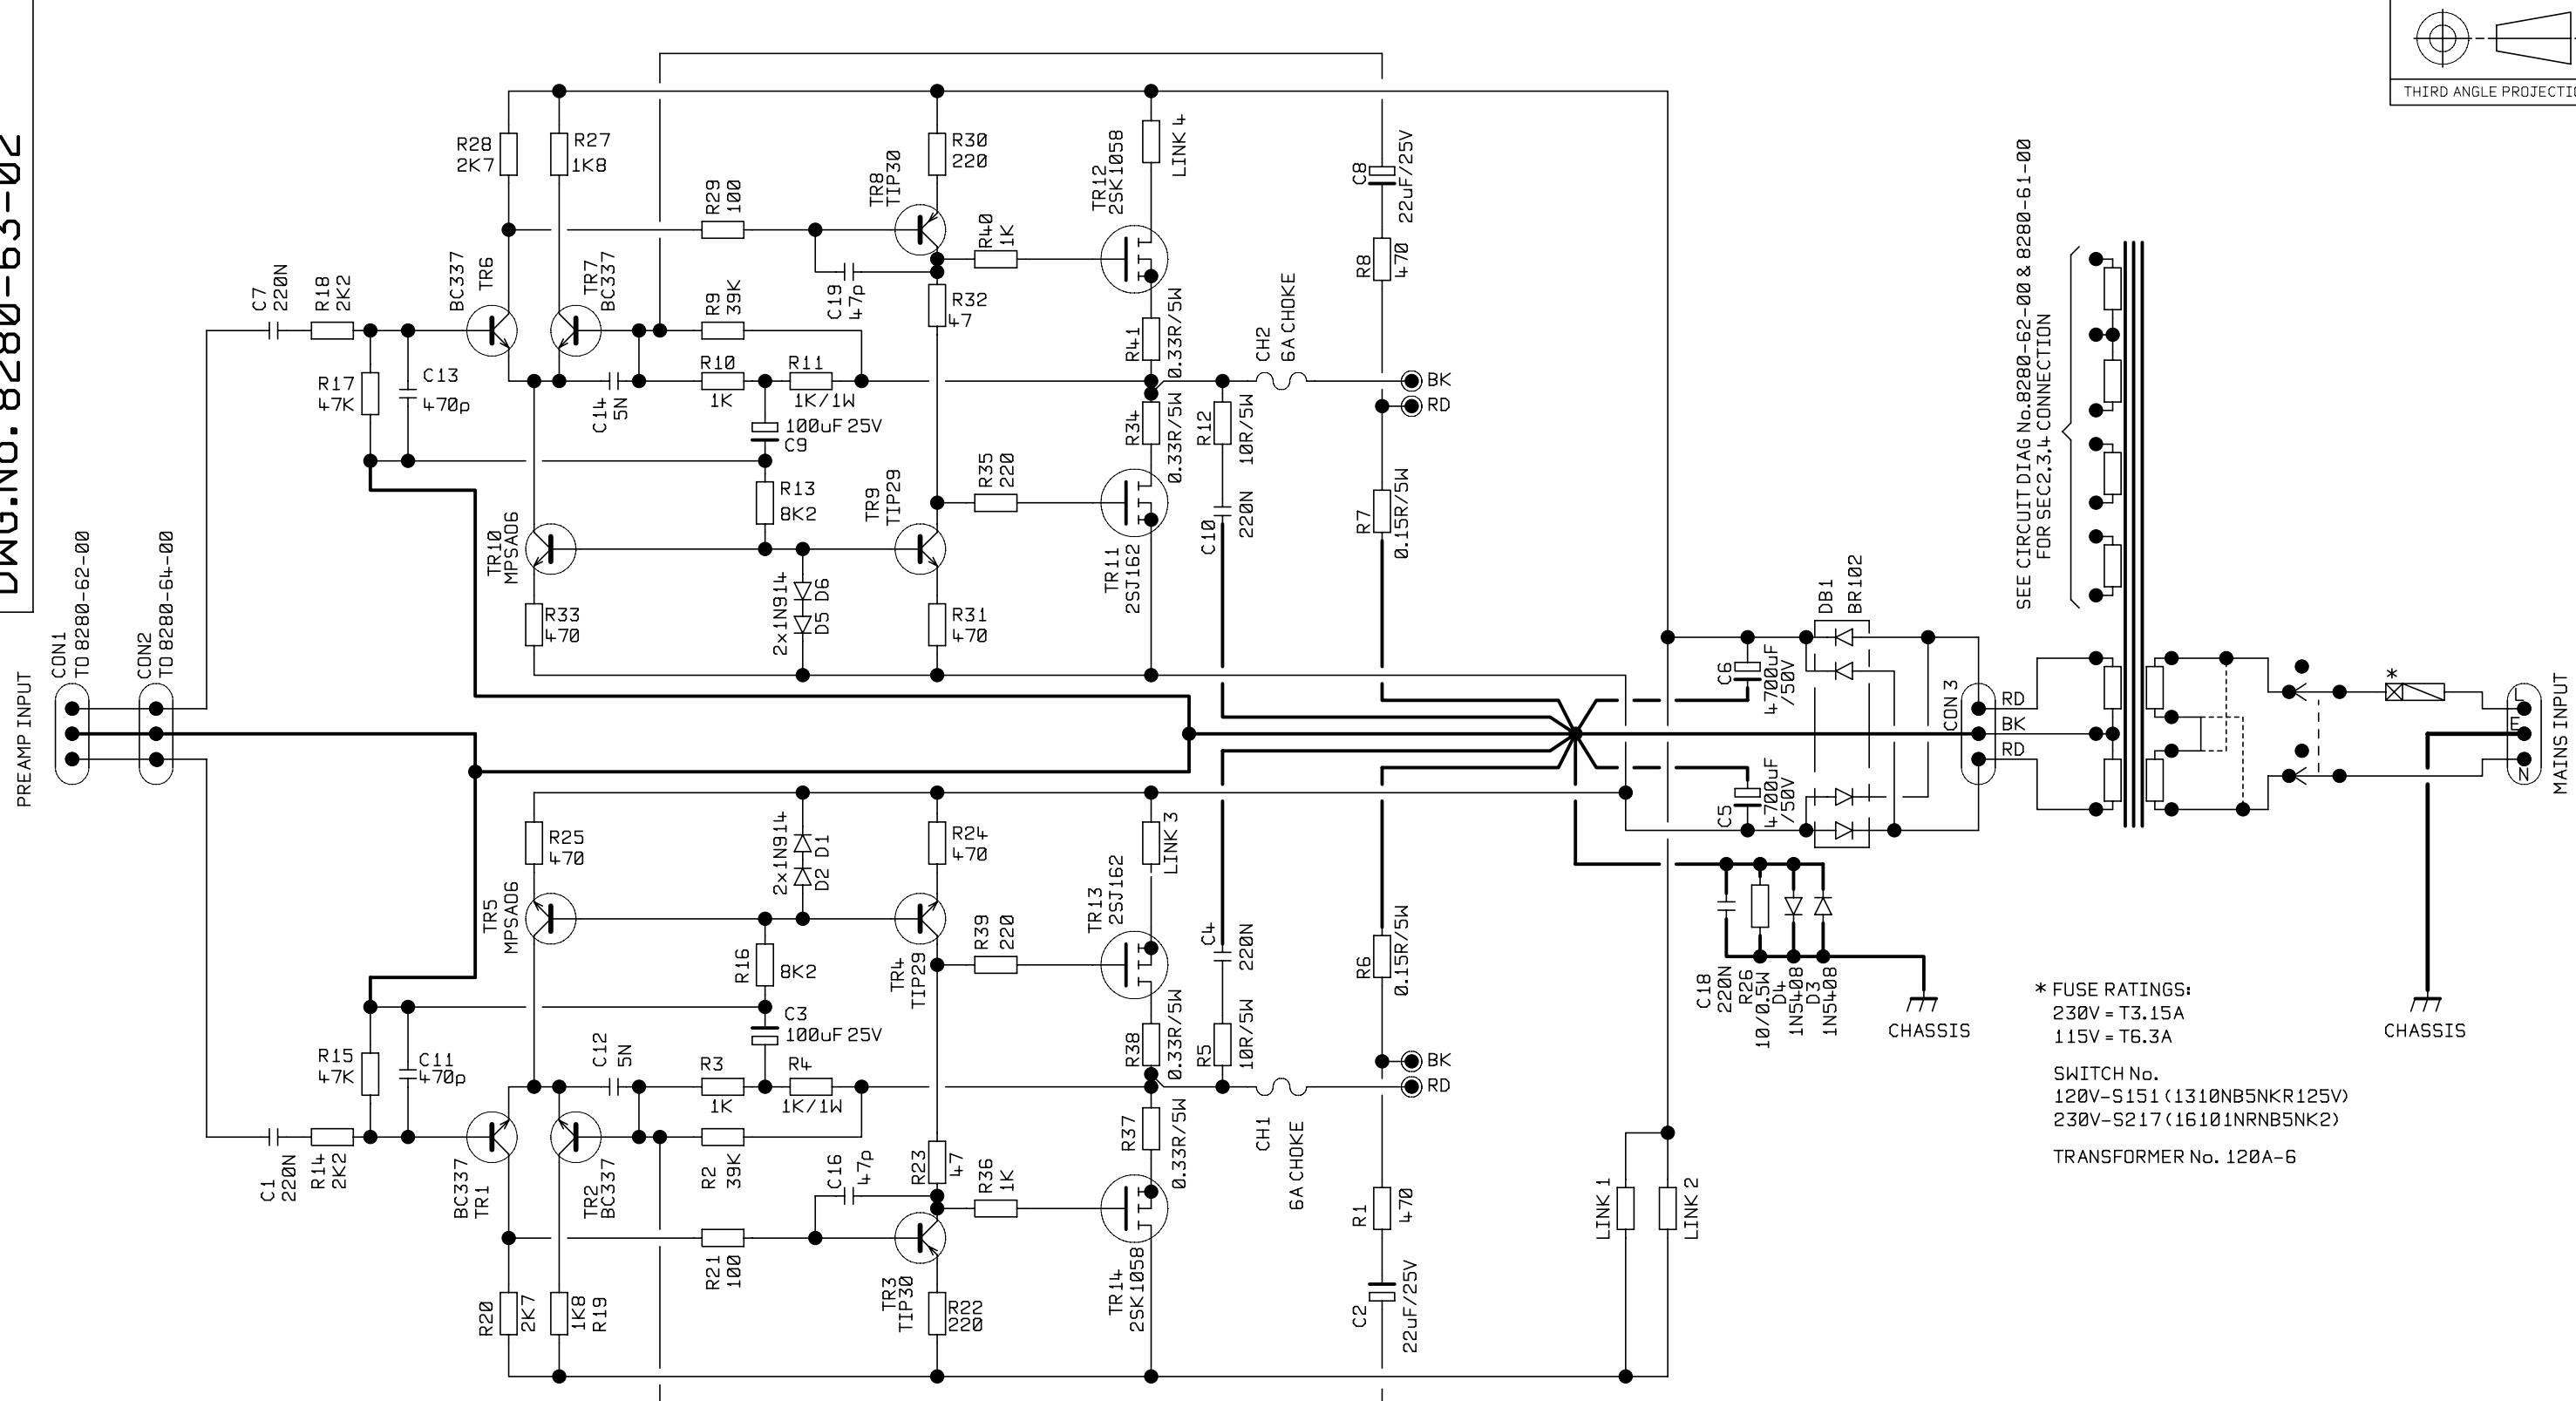 DWG.No. 8280-63-02
THIRD ANGLE PROJECTI
PREAMP INPUT
CON1
TO 8280-62-00
CON2
TO 8280-64-00
C7
220N
R18
2K2
R17
47K
C13
470p
R28
2K7
R27
1K8
BC337
TR6
TR7
BC337
R29
100
R9
39K
R10
1K
R11
1K/1W
C14
5N
100uF 25V
C9
R13
8K2
TR10
MPSA06
R33
470
2x1N914
D5 D6
TR8
TIP30
C19
47p
R30
220
R40
1K
R32
47
TR9
TIP29
R35
220
R31
470
TR12
2SK1058
LINK 4
R41
0.33R/5W
R34
0.33R/5W
TR11
2SJ162
R12
10R/5W
C10
220N
CH2
6A CHOKE
C8
22uF/25V
R8
470
BK
RD
R7
0.15R/5W
R25
470
TR5
MPSA06
2x1N914
D2 D1
R16
8K2
C3
100uF 25V
R24
470
TR4
TIP29
R39
220
TR13
2SJ162
LINK 3
R38
0.33R/5W
R37
0.33R/5W
C4
220N
R5
10R/5W
R6
0.15R/5W
BK
RD
CH1
6A CHOKE
R1
470
C2
22uF/25V
R15
47K
C11
470p
C1
220N
R14
2K2
BC337
TR1
TR2
BC337
C12
5N
R3
1K
R4
1K/1W
R2
39K
R21
100
C16
47p
R23
47
R36
1K
TR3
TIP30
R22
220
TR14
2SK1058
R20
2K7
1K8
R19
LINK 1
LINK 2
C6
4700uF
/50V
C5
4700uF
/50V
DB1
BR102
CON 3
RD
BK
RD
SEE CIRCUIT DIAG No.8280-62-00 & 8280-61-00
FOR SEC2,3,4 CONNECTION
*
L
E
N
MAINS INPUT
C18
220N
R26
10/0.5W
D4
1N5408
D3
1N5408
CHASSIS
CHASSIS
* FUSE RATINGS:
230V = T3.15A
115V = T6.3A
SWITCH No.
120V-S151 (1310NB5NKR125V)
230V-S217 (16101NRNB5NK2)
TRANSFORMER No. 120A-6